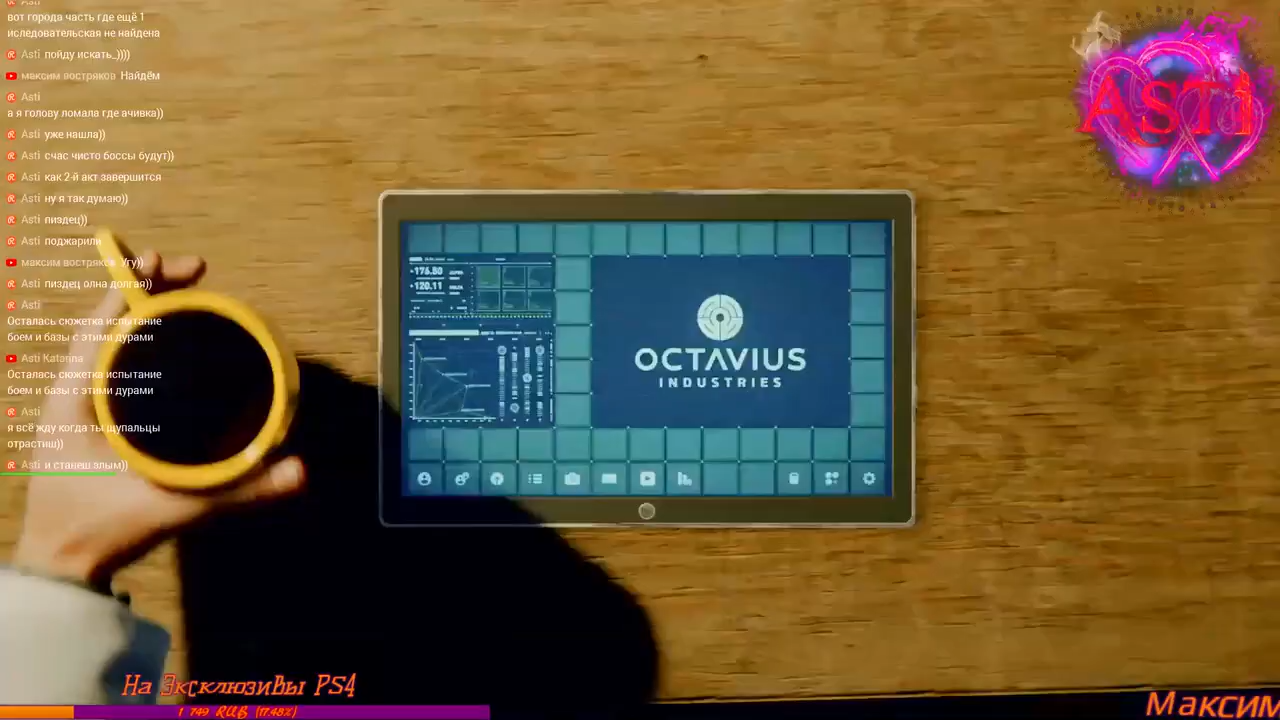 Asti
вот города часть где ещё 1
иследовательская не найдена
Asti пойду искать_))))
максим востряков Найдём
Asti
а я голову ломала где ачивка))
Asti уже нашла))
Asti счас чисто боссы будут))
Asti как 2-й акт завершится
Asti ну я так думаю))
Asti пиздец))
Asti поджарили
максим востряков Угу))
Asti пиздец олна долгая))
Asti
Осталась сюжетка испытание
боем и базы с этими дурами
Asti Katarina
Осталась сюжетка испытание
боем и базы с этими дурами
Asti
я всё жду когда ты щупальцы
отрастиш))
Asti и станеш злым))
Asti
176.80
120.11
OCTAVIUS
INDUSTRIES
На Эксклюзивы PS4
1 749 RUB (17.48%)
Максим